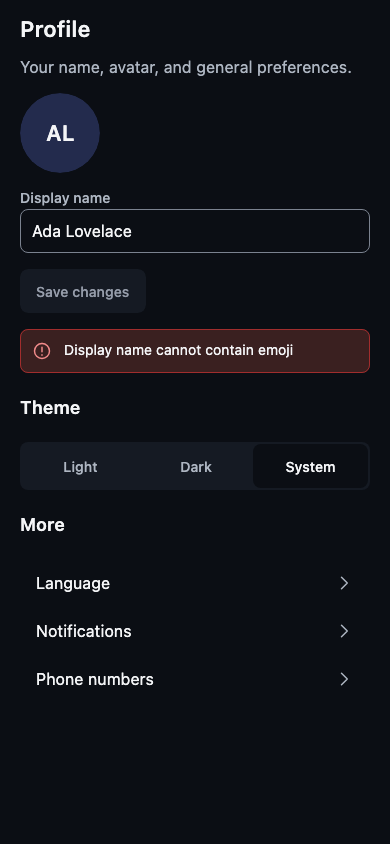 Profile
Your name, avatar, and general preferences.
AL
Display name
Ada Lovelace
Save changes
Display name cannot contain emoji
Theme
Light
Dark
System
More
Language
Notifications
Phone numbers